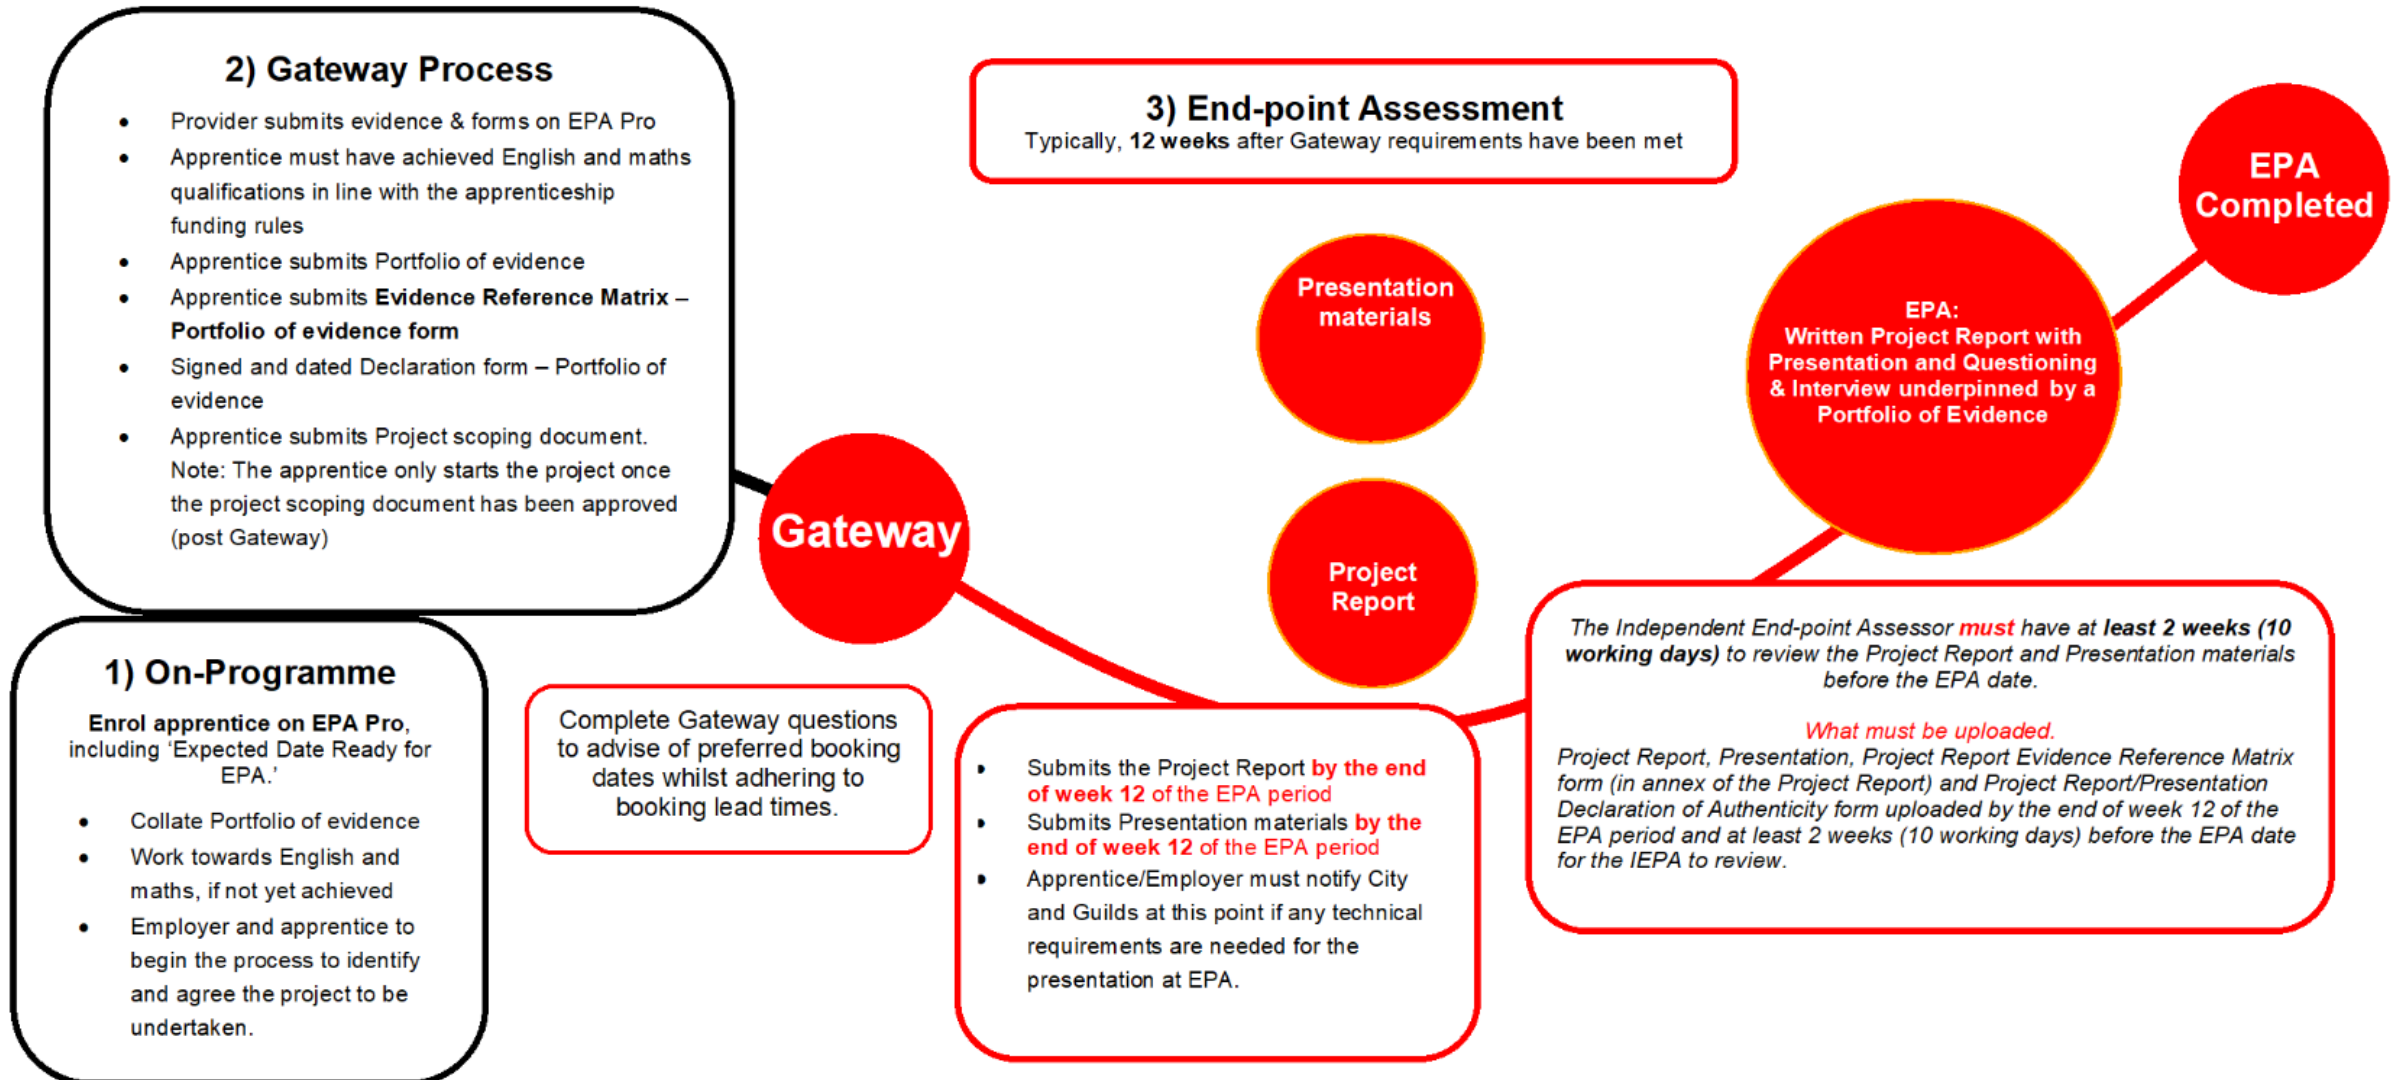 2) Gateway Process
• Provider submits evidence & forms on EPA Pro
• Apprentice must have achieved English and maths
qualifications in line with the apprenticeship
funding rules
• Apprentice submits Portfolio of evidence
• Apprentice submits Evidence Reference Matrix –
Portfolio of evidence form
• Signed and dated Declaration form – Portfolio of
evidence
• Apprentice submits Project scoping document.
Note: The apprentice only starts the project once
the project scoping document has been approved
(post Gateway)
1) On-Programme
Enrol apprentice on EPA Pro,
including ‘Expected Date Ready for
EPA.’
• Collate Portfolio of evidence
• Work towards English and
maths, if not yet achieved
• Employer and apprentice to
begin the process to identify
and agree the project to be
undertaken.
Gateway
Complete Gateway questions
to advise of preferred booking
dates whilst adhering to
booking lead times.
3) End-point Assessment
Typically, 12 weeks after Gateway requirements have been met
Presentation
materials
Project
Report
• Submits the Project Report by the end
of week 12 of the EPA period
• Submits Presentation materials by the
end of week 12 of the EPA period
• Apprentice/Employer must notify City
and Guilds at this point if any technical
requirements are needed for the
presentation at EPA.
The Independent End-point Assessor must have at least 2 weeks (10
working days) to review the Project Report and Presentation materials
before the EPA date.
What must be uploaded.
Project Report, Presentation, Project Report Evidence Reference Matrix
form (in annex of the Project Report) and Project Report/Presentation
Declaration of Authenticity form uploaded by the end of week 12 of the
EPA period and at least 2 weeks (10 working days) before the EPA date
for the IEPA to review.
EPA:
Written Project Report with
Presentation and Questioning
& Interview underpinned by a
Portfolio of Evidence
EPA
Completed